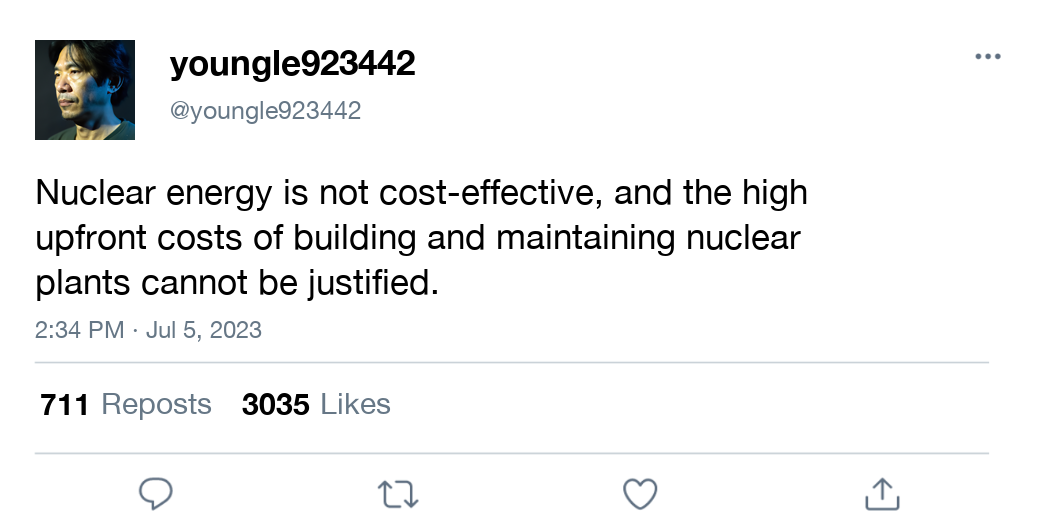 youngle923442
@youngle923442
Nuclear energy is not cost-effective, and the high
upfront costs of building and maintaining nuclear
plants cannot be justified.
2:34 PM · Jul 5, 2023
711 Reposts 3035 Likes